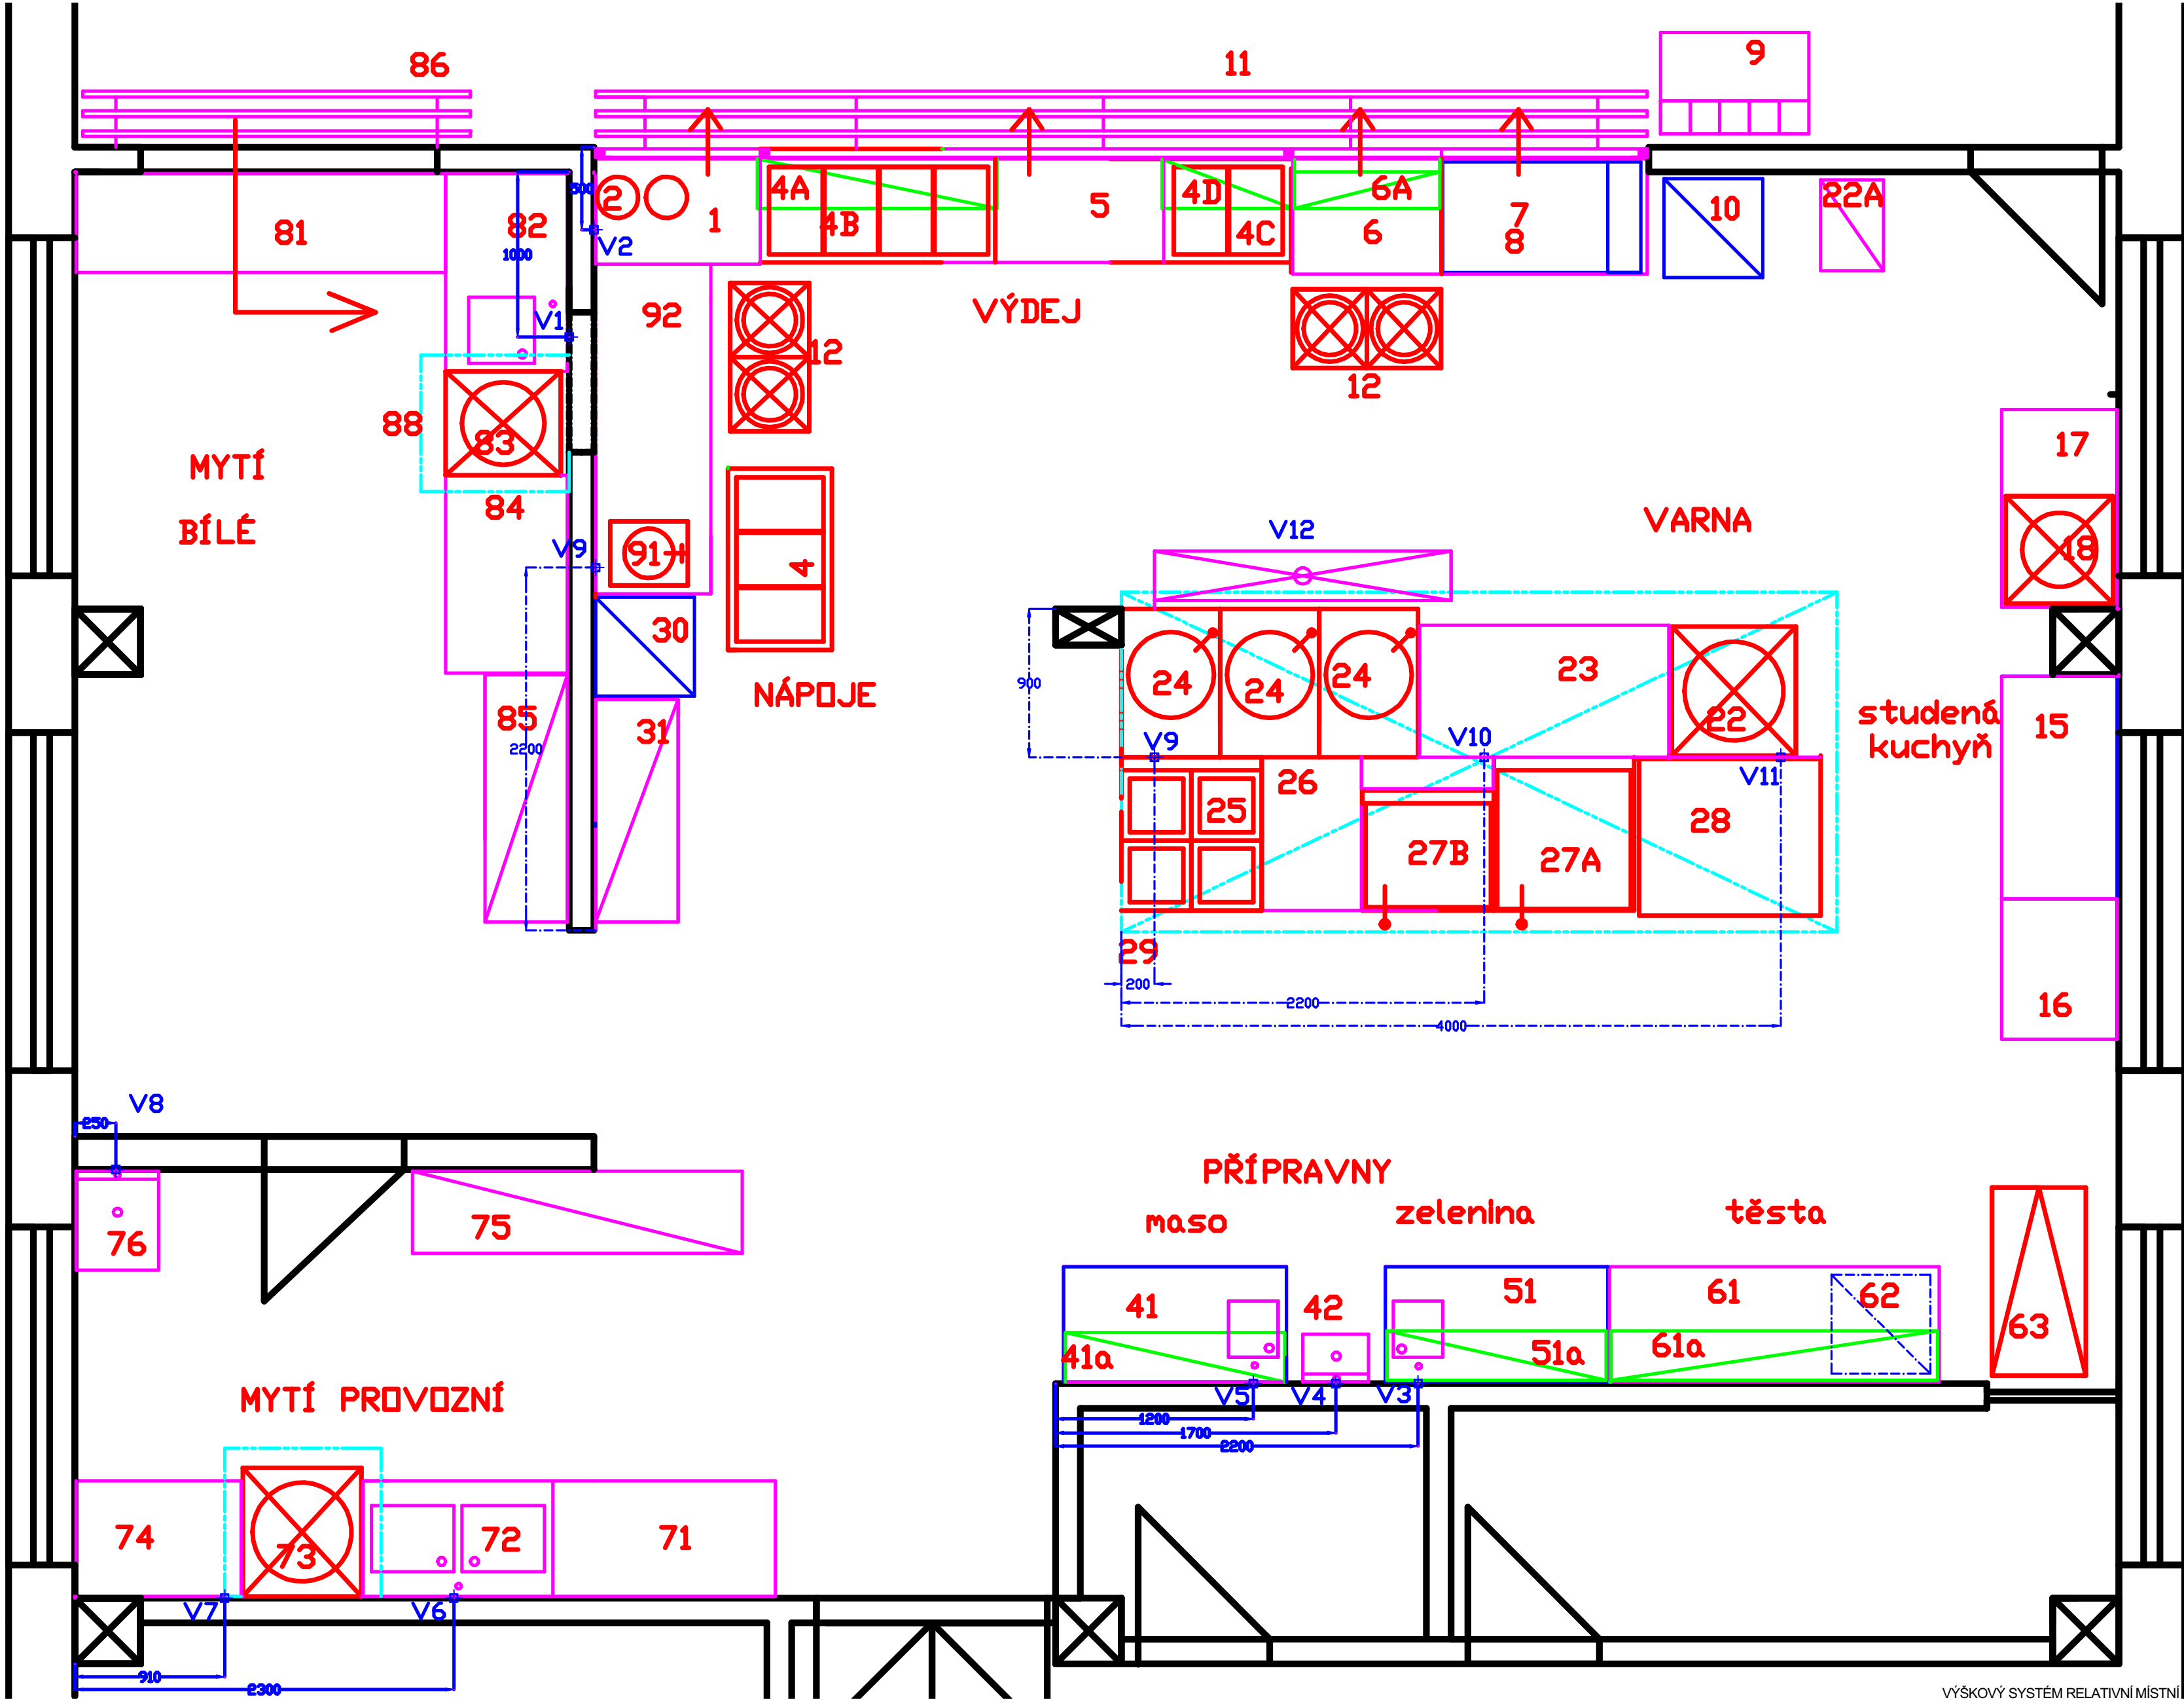 86
11
9
81
82
500
2
1
4A
4B
5
4D
4C
6A
6
7
8
10
22A
V2
1000
V1
92
12
VÝDEJ
12
88
83
MYTÍ
BÍLÉ
84
V9
91+
4
30
85
2200
31
NÁPOJE
17
18
VARNA
V12
900
24
24
24
23
22
studená
kuchyň
15
V9
V10
V11
26
25
27B
27A
28
29
200
2200
4000
16
V8
250
76
75
PŘÍPRAVNY
maso
zelenina
těsta
41
42
51
61
62
63
41a
51a
61a
V5
V4
V3
1200
1700
2200
MYTÍ PROVOZNÍ
74
73
72
71
V7
V6
910
2300
VÝŠKOVÝ SYSTÉM RELATIVNÍ MÍSTNÍ